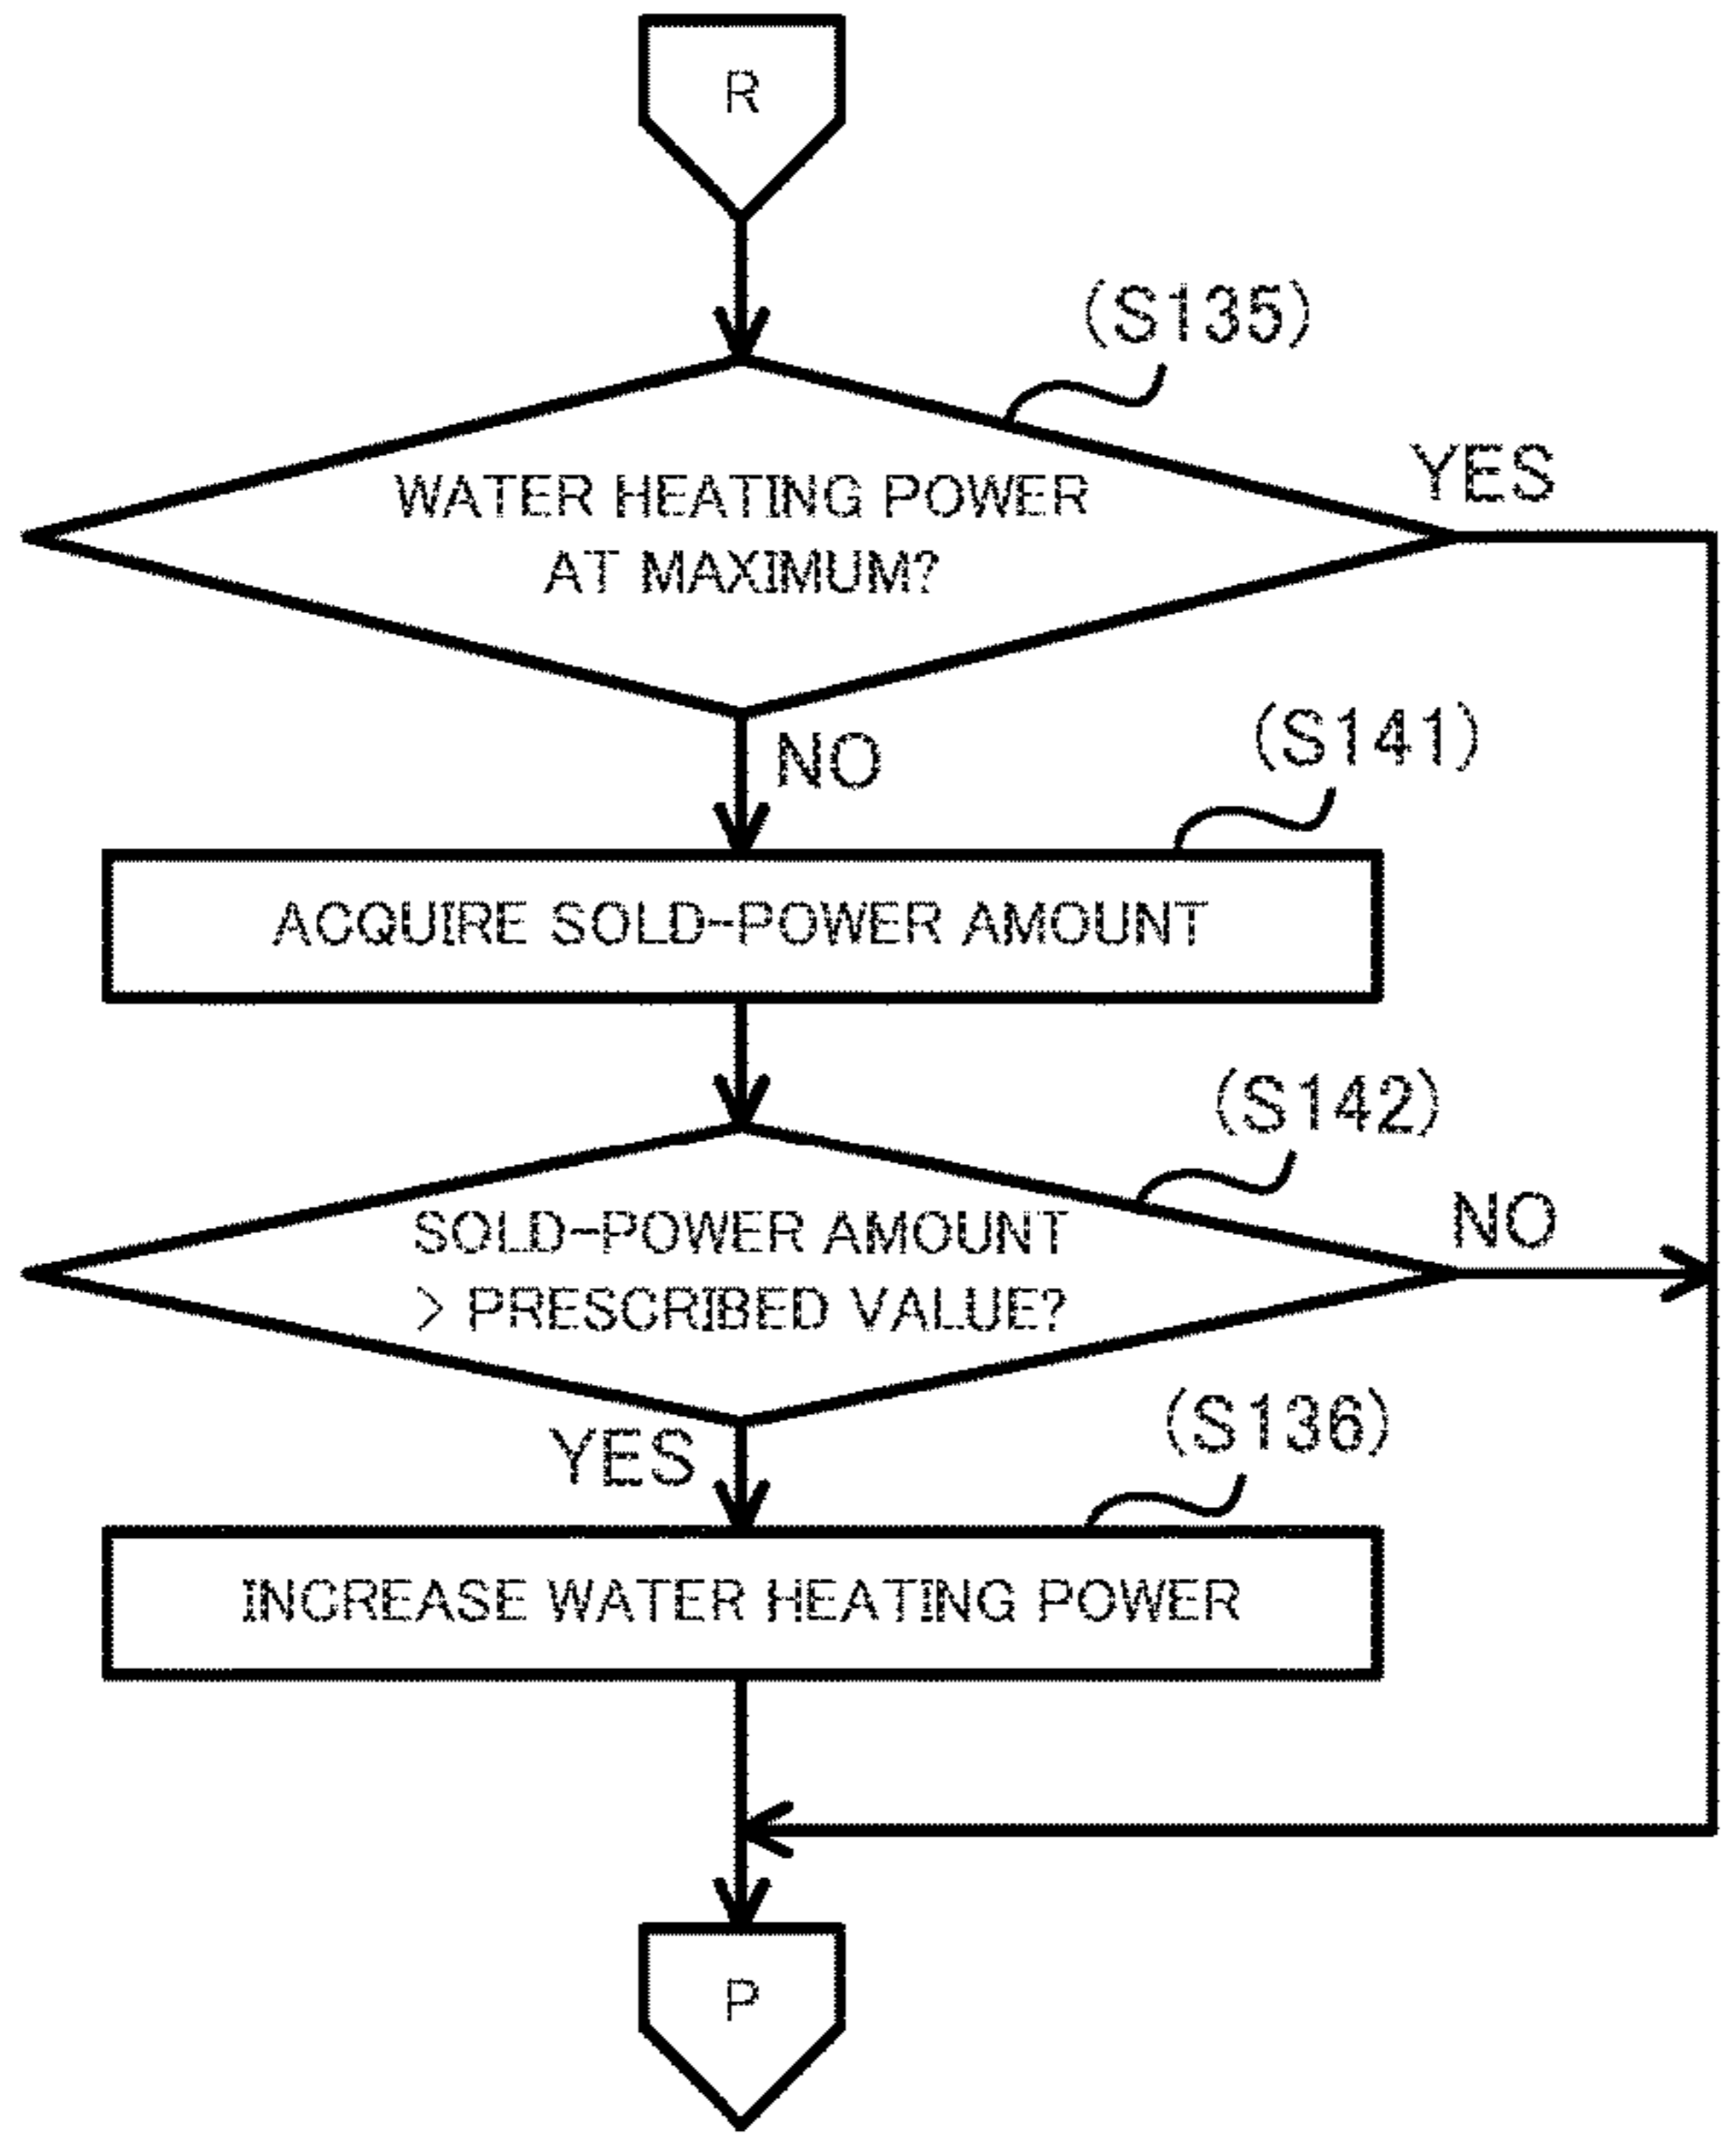 R
(S135)
WATER HEATING POWER
AT MAXIMUM?
YES
NO
(S141)
ACQUIRE SOLD-POWER AMOUNT
(S142)
SOLD-POWER AMOUNT
> PRESCRIBED VALUE?
NO
YES
(S136)
INCREASE WATER HEATING POWER
P